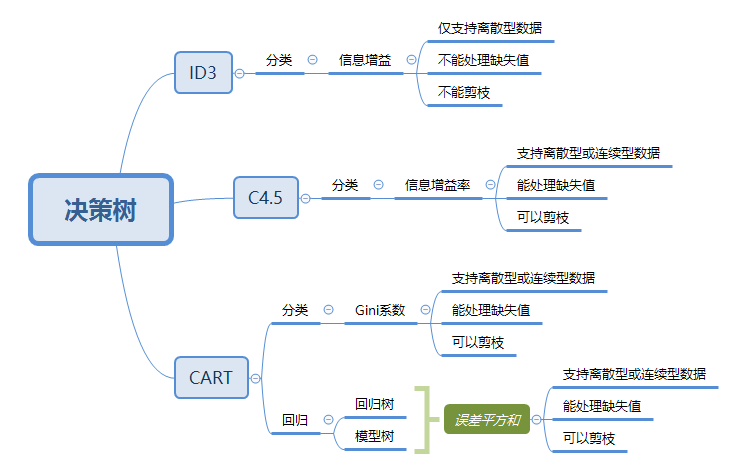 决策树
ID3
分类
信息增益
仅支持离散型数据
不能处理缺失值
不能剪枝
C4.5
分类
信息增益率
支持离散型或连续型数据
能处理缺失值
可以剪枝
CART
分类
Gini系数
支持离散型或连续型数据
能处理缺失值
可以剪枝
回归
回归树
模型树
误差平方和
支持离散型或连续型数据
能处理缺失值
可以剪枝